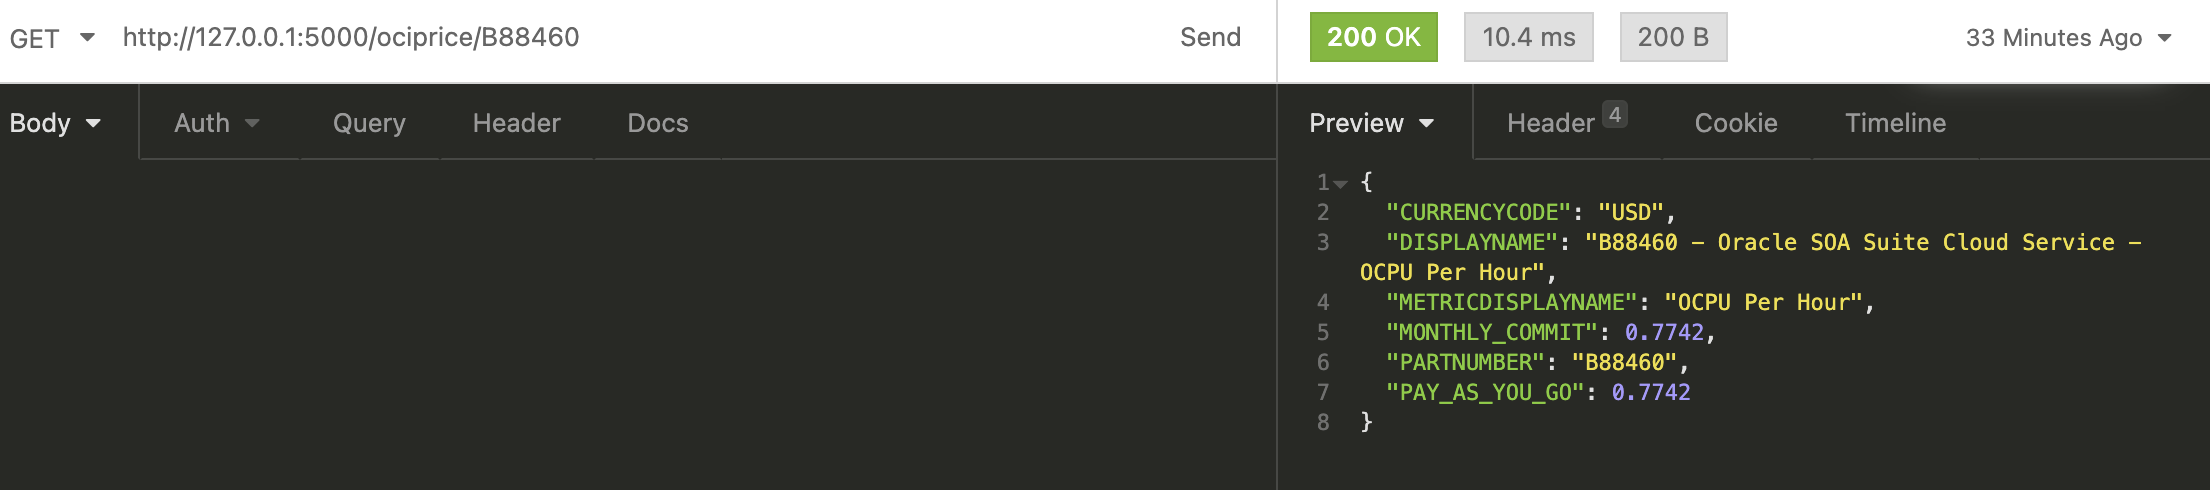 GET http://127.0.0.1:5000/ociprice/B88460 Send 200 OK 10.4 ms 200 B 33 Minutes Ago
Body Auth Query Header Docs Preview Header 4 Cookie Timeline
1 {
2 "CURRENCYCODE": "USD",
3 "DISPLAYNAME": "B88460 – Oracle SOA Suite Cloud Service –
OCPU Per Hour",
4 "METRICDISPLAYNAME": "OCPU Per Hour",
5 "MONTHLY_COMMIT": 0.7742,
6 "PARTNUMBER": "B88460",
7 "PAY_AS_YOU_GO": 0.7742
8 }